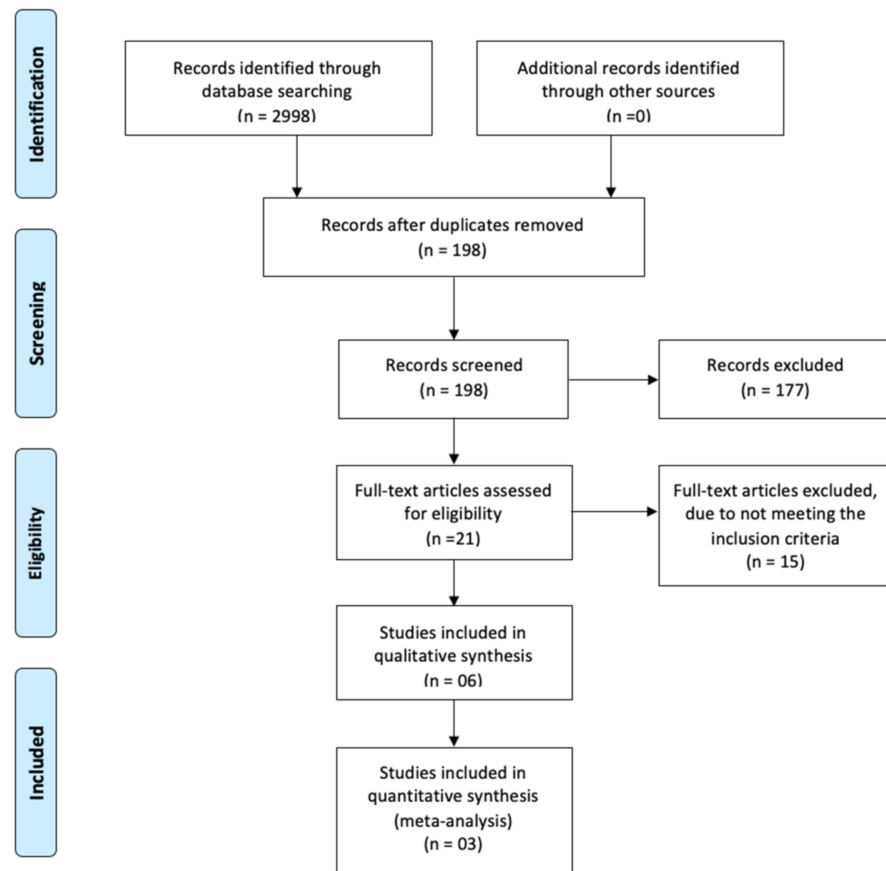 Identification
Records identified through
database searching
(n = 2998)
Additional records identified
through other sources
(n =0)
Records after duplicates removed
(n = 198)
Screening
Records screened
(n = 198)
Records excluded
(n = 177)
Eligibility
Full-text articles assessed
for eligibility
(n =21)
Full-text articles excluded,
due to not meeting the
inclusion criteria
(n = 15)
Studies included in
qualitative synthesis
(n = 06)
Included
Studies included in
quantitative synthesis
(meta-analysis)
(n = 03)